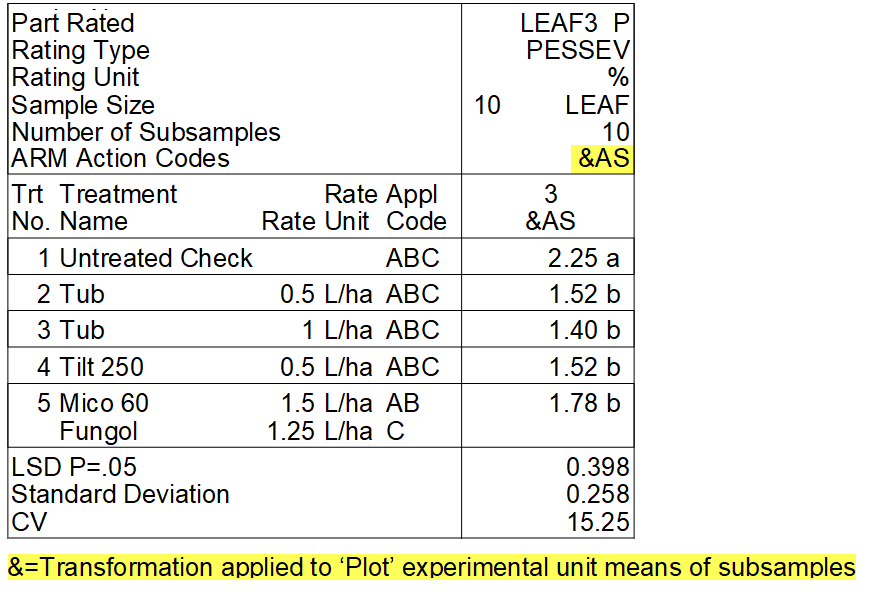 Part Rated LEAF3 P
Rating Type PESSEV
Rating Unit %
Sample Size 10 LEAF
Number of Subsamples 10
ARM Action Codes &AS
Trt Treatment Rate Appl 3
No. Name Rate Unit Code &AS
1 Untreated Check ABC 2.25 a
2 Tub 0.5 L/ha ABC 1.52 b
3 Tub 1 L/ha ABC 1.40 b
4 Tilt 250 0.5 L/ha ABC 1.52 b
5 Mico 60 1.5 L/ha AB 1.78 b
Fungol 1.25 L/ha C
LSD P=.05 0.398
Standard Deviation 0.258
CV 15.25
&=Transformation applied to ‘Plot’ experimental unit means of subsamples